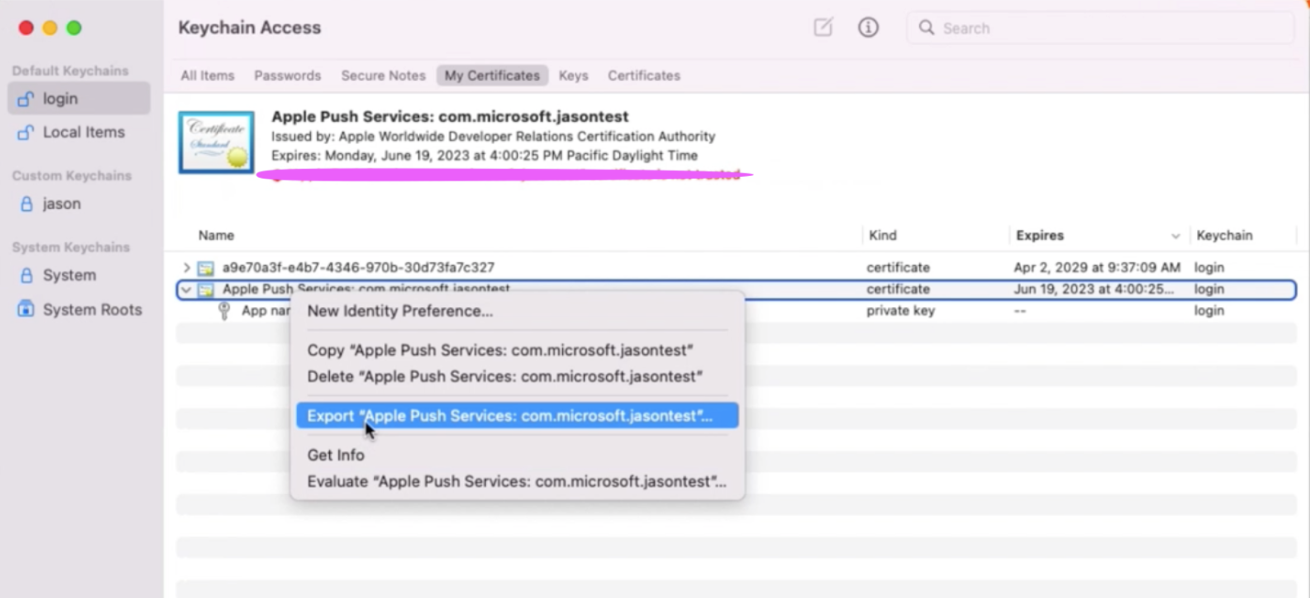 Keychain Access
Search
Default Keychains
login
Local Items
Custom Keychains
jason
System Keychains
System
System Roots
All Items Passwords Secure Notes My Certificates Keys Certificates
Certificate
Standard
Apple Push Services: com.microsoft.jasontest
Issued by: Apple Worldwide Developer Relations Certification Authority
Expires: Monday, June 19, 2023 at 4:00:25 PM Pacific Daylight Time
Name Kind Expires Keychain
a9e70a3f-e4b7-4346-970b-30d73fa7c327 certificate Apr 2, 2029 at 9:37:09 AM login
Apple Push Services: com.microsoft.jasontest certificate Jun 19, 2023 at 4:00:25... login
App private key -- login
New Identity Preference...
Copy “Apple Push Services: com.microsoft.jasontest”
Delete “Apple Push Services: com.microsoft.jasontest”
Export “Apple Push Services: com.microsoft.jasontest”...
Get Info
Evaluate “Apple Push Services: com.microsoft.jasontest”...